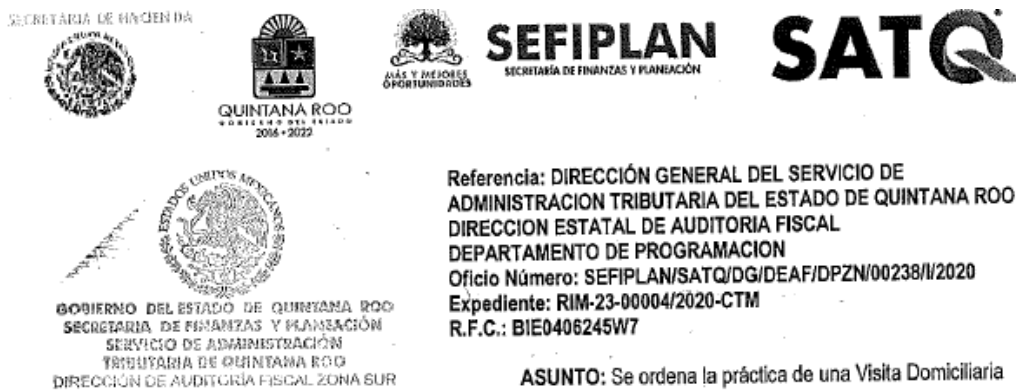 SECRETARIA DE HACIENDA
QUINTANA ROO
GOBIERNO DEL ESTADO
2016 • 2022
MÁS Y MEJORES
OPORTUNIDADES
SEFIPLAN
SECRETARÍA DE FINANZAS Y PLANEACIÓN
SATQ
ESTADOS UNIDOS MEXICANOS
GOBIERNO DEL ESTADO DE QUINTANA ROO
SECRETARIA DE FINANZAS Y PLANEACIÓN
SERVICIO DE ADMINISTRACIÓN
TRIBUTARIA DE QUINTANA ROO
DIRECCIÓN DE AUDITORÍA FISCAL ZONA SUR
Referencia: DIRECCIÓN GENERAL DEL SERVICIO DE
ADMINISTRACION TRIBUTARIA DEL ESTADO DE QUINTANA ROO
DIRECCION ESTATAL DE AUDITORIA FISCAL
DEPARTAMENTO DE PROGRAMACION
Oficio Número: SEFIPLAN/SATQ/DG/DEAF/DPZN/00238/I/2020
Expediente: RIM-23-00004/2020-CTM
R.F.C.: BIE0406245W7
ASUNTO: Se ordena la práctica de una Visita Domiciliaria